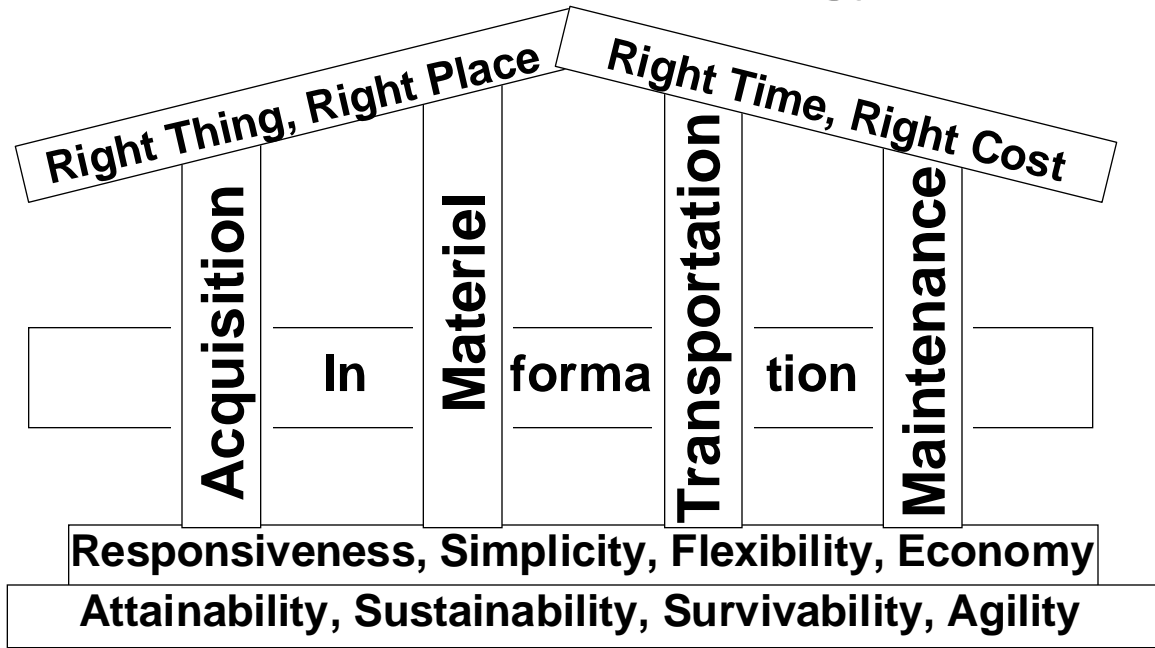 Right Thing, Right Place
Right Time, Right Cost
Acquisition
Materiel
Transportation
Maintenance
In forma tion
Responsiveness, Simplicity, Flexibility, Economy
Attainability, Sustainability, Survivability, Agility